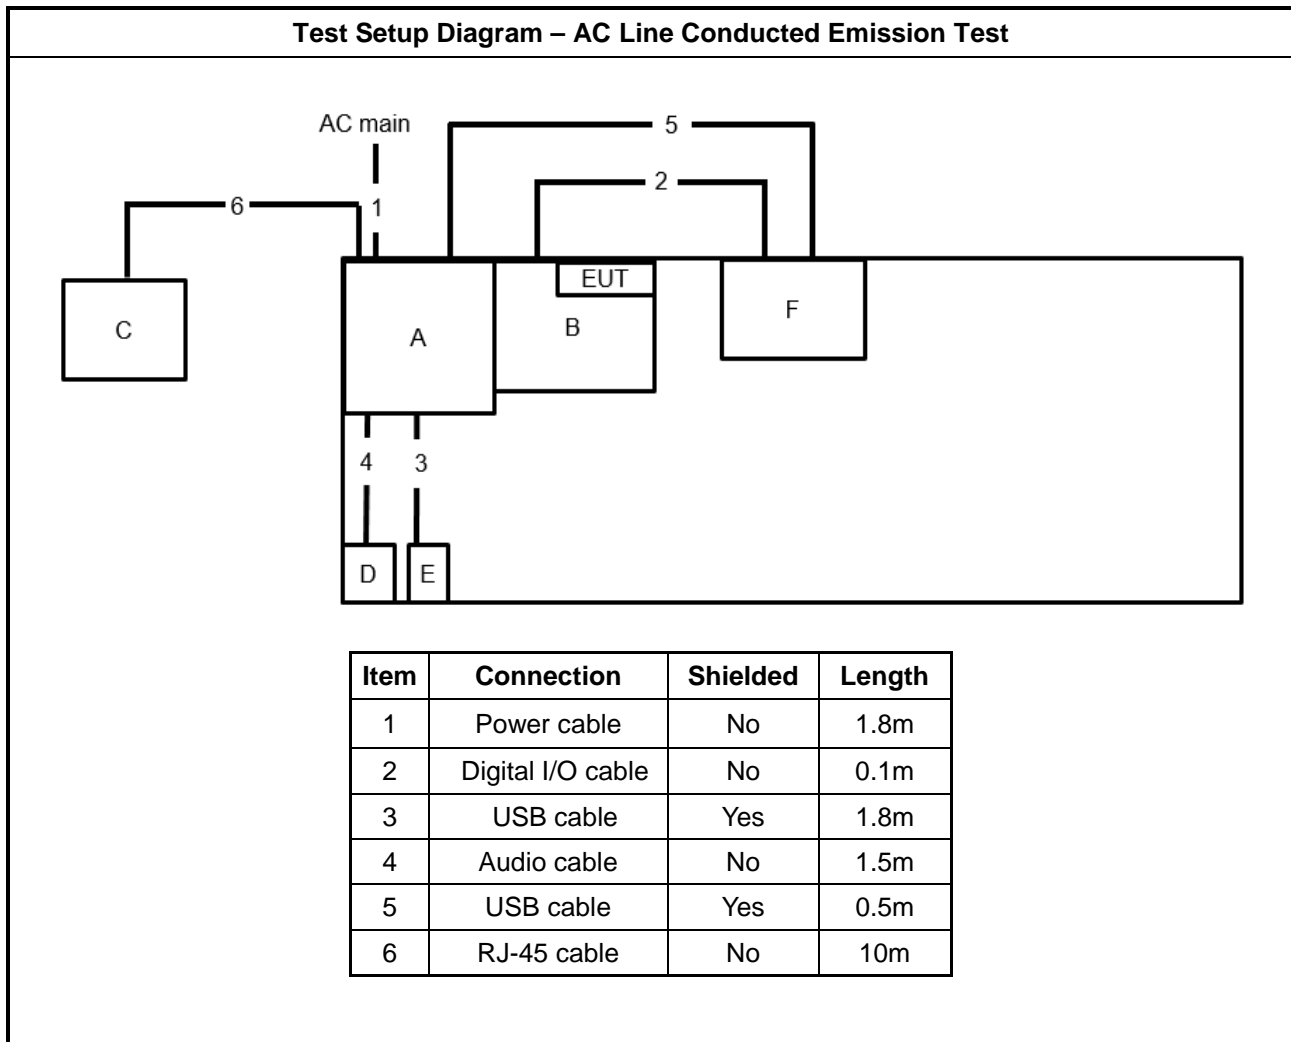 Test Setup Diagram – AC Line Conducted Emission Test
AC main
5
2
6
1
EUT
C
A
B
F
4
3
D
E
Item Connection Shielded Length
1 Power cable No 1.8m
2 Digital I/O cable No 0.1m
3 USB cable Yes 1.8m
4 Audio cable No 1.5m
5 USB cable Yes 0.5m
6 RJ-45 cable No 10m